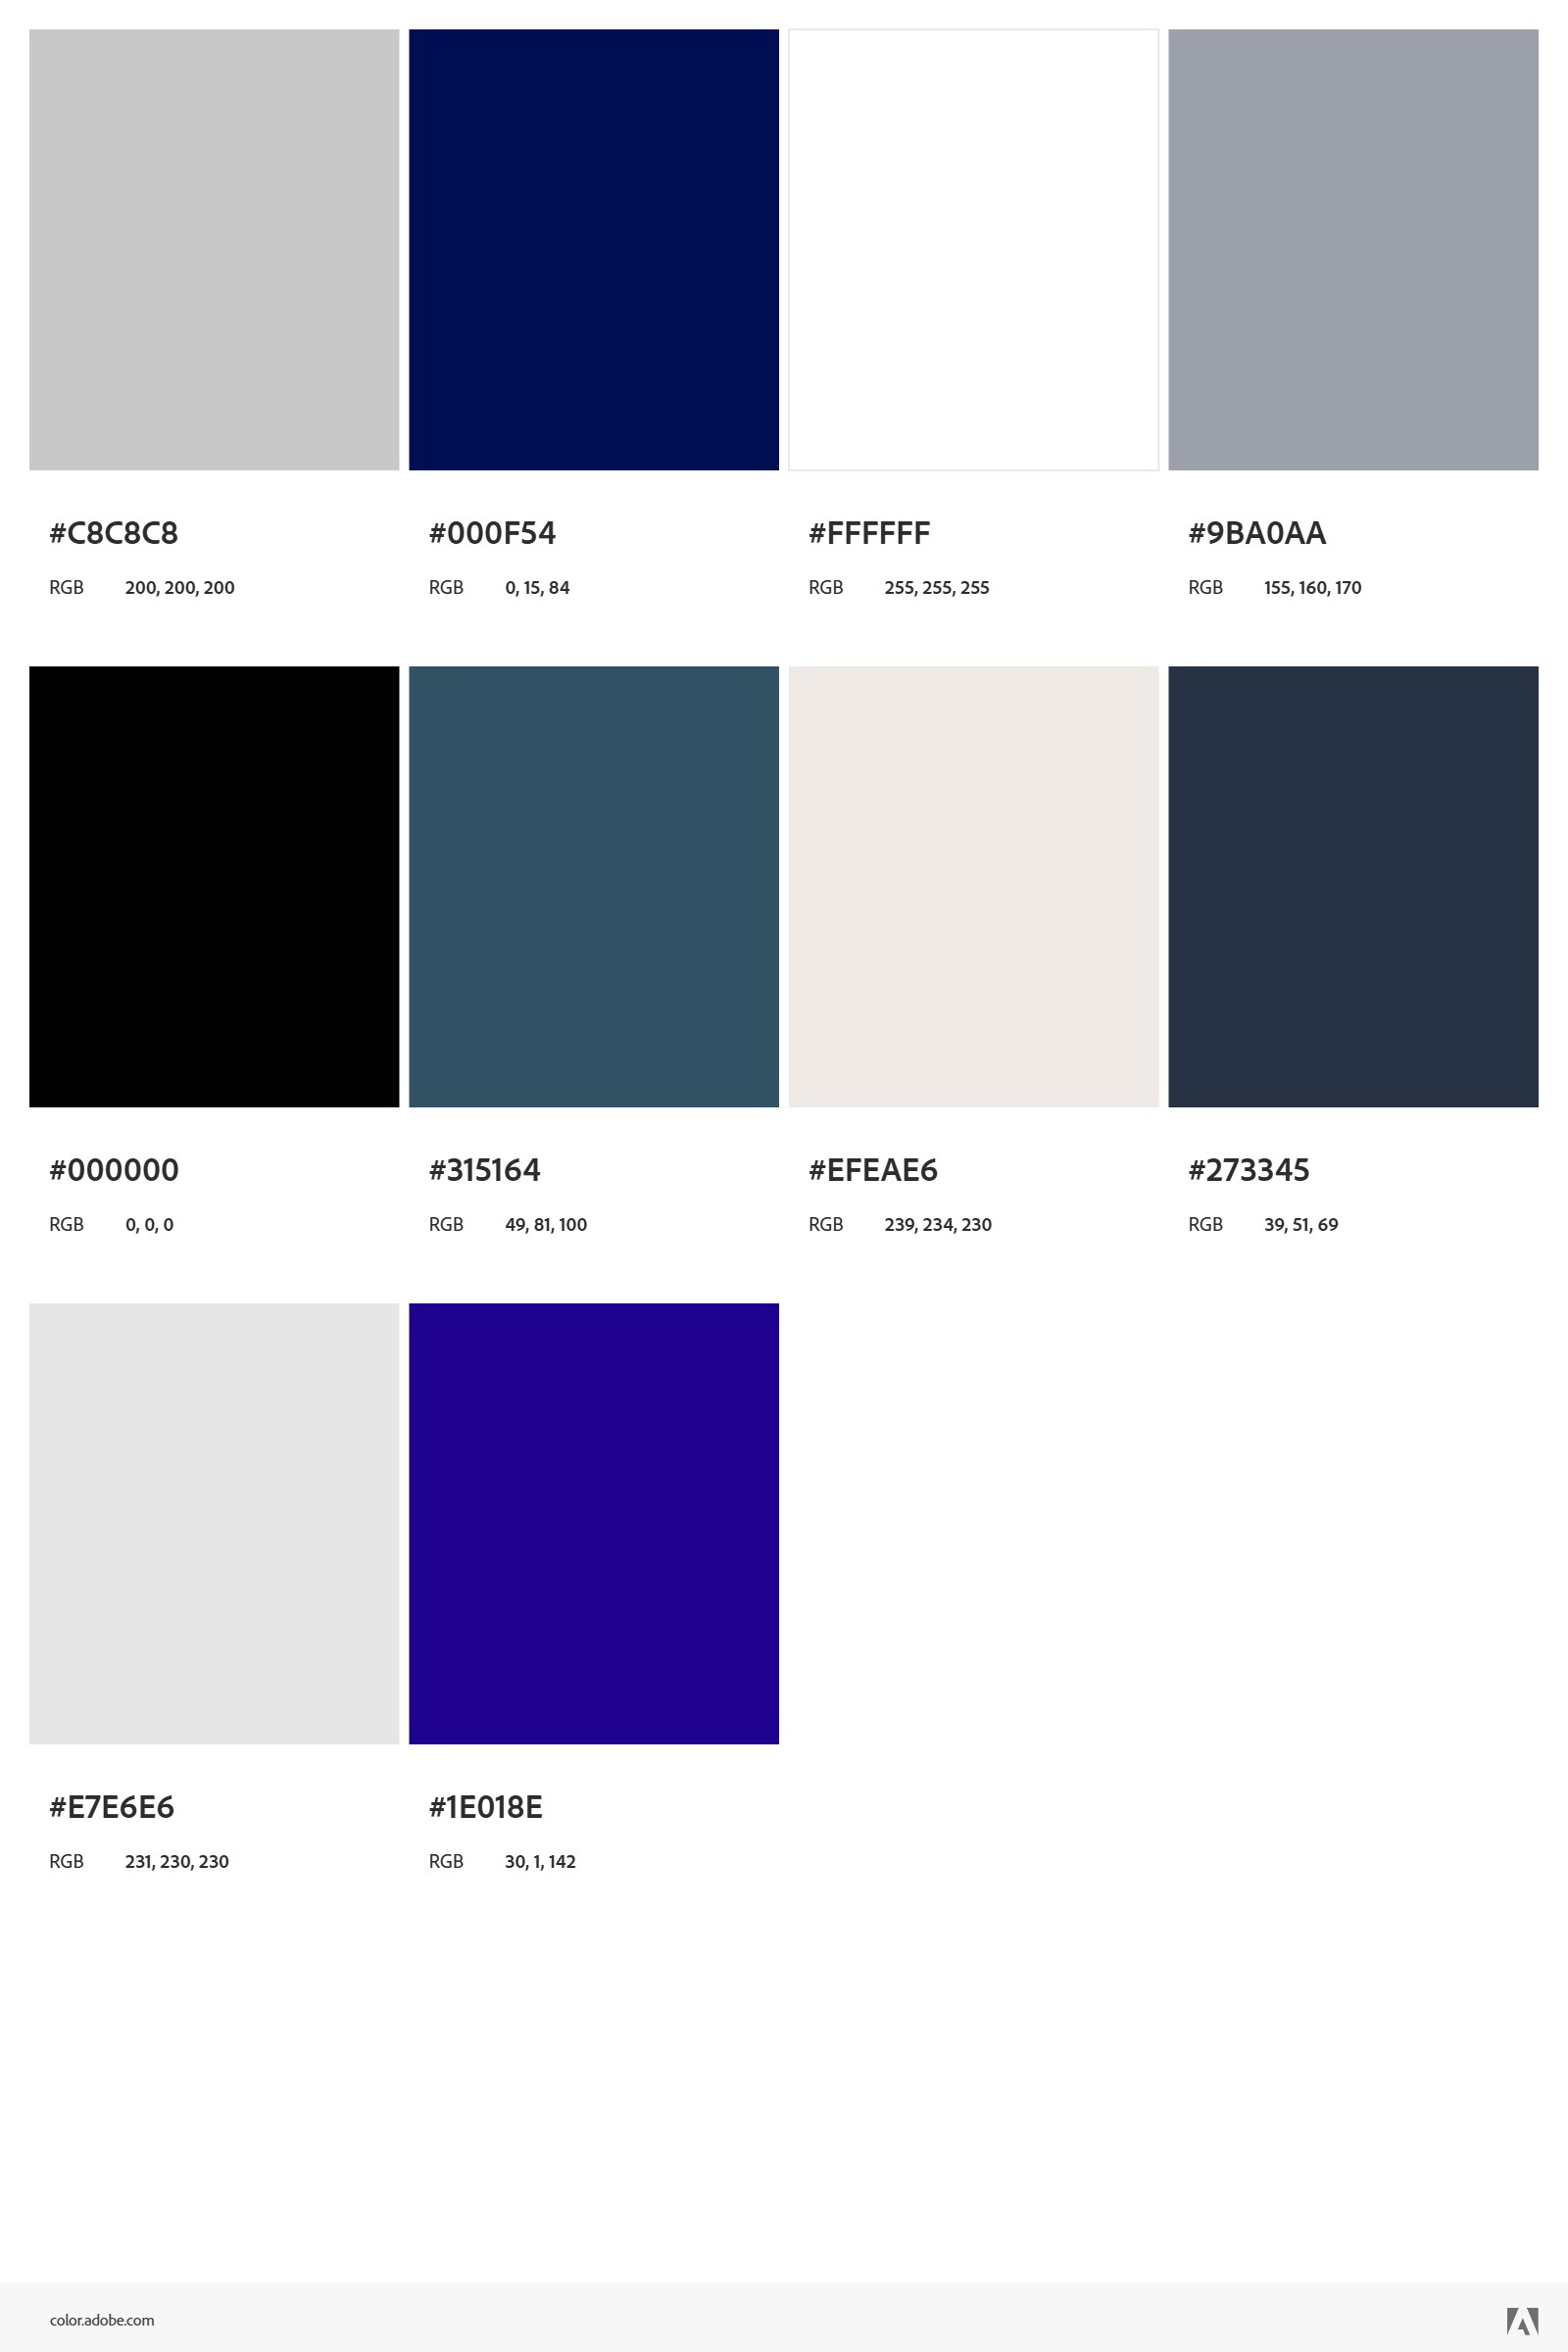 #C8C8C8 #000F54 #FFFFFF #9BA0AA
RGB 200, 200, 200 RGB 0, 15, 84 RGB 255, 255, 255 RGB 155, 160, 170
#000000 #315164 #EFEAE6 #273345
RGB 0, 0, 0 RGB 49, 81, 100 RGB 239, 234, 230 RGB 39, 51, 69
#E7E6E6 #1E018E
RGB 231, 230, 230 RGB 30, 1, 142
color.adobe.com